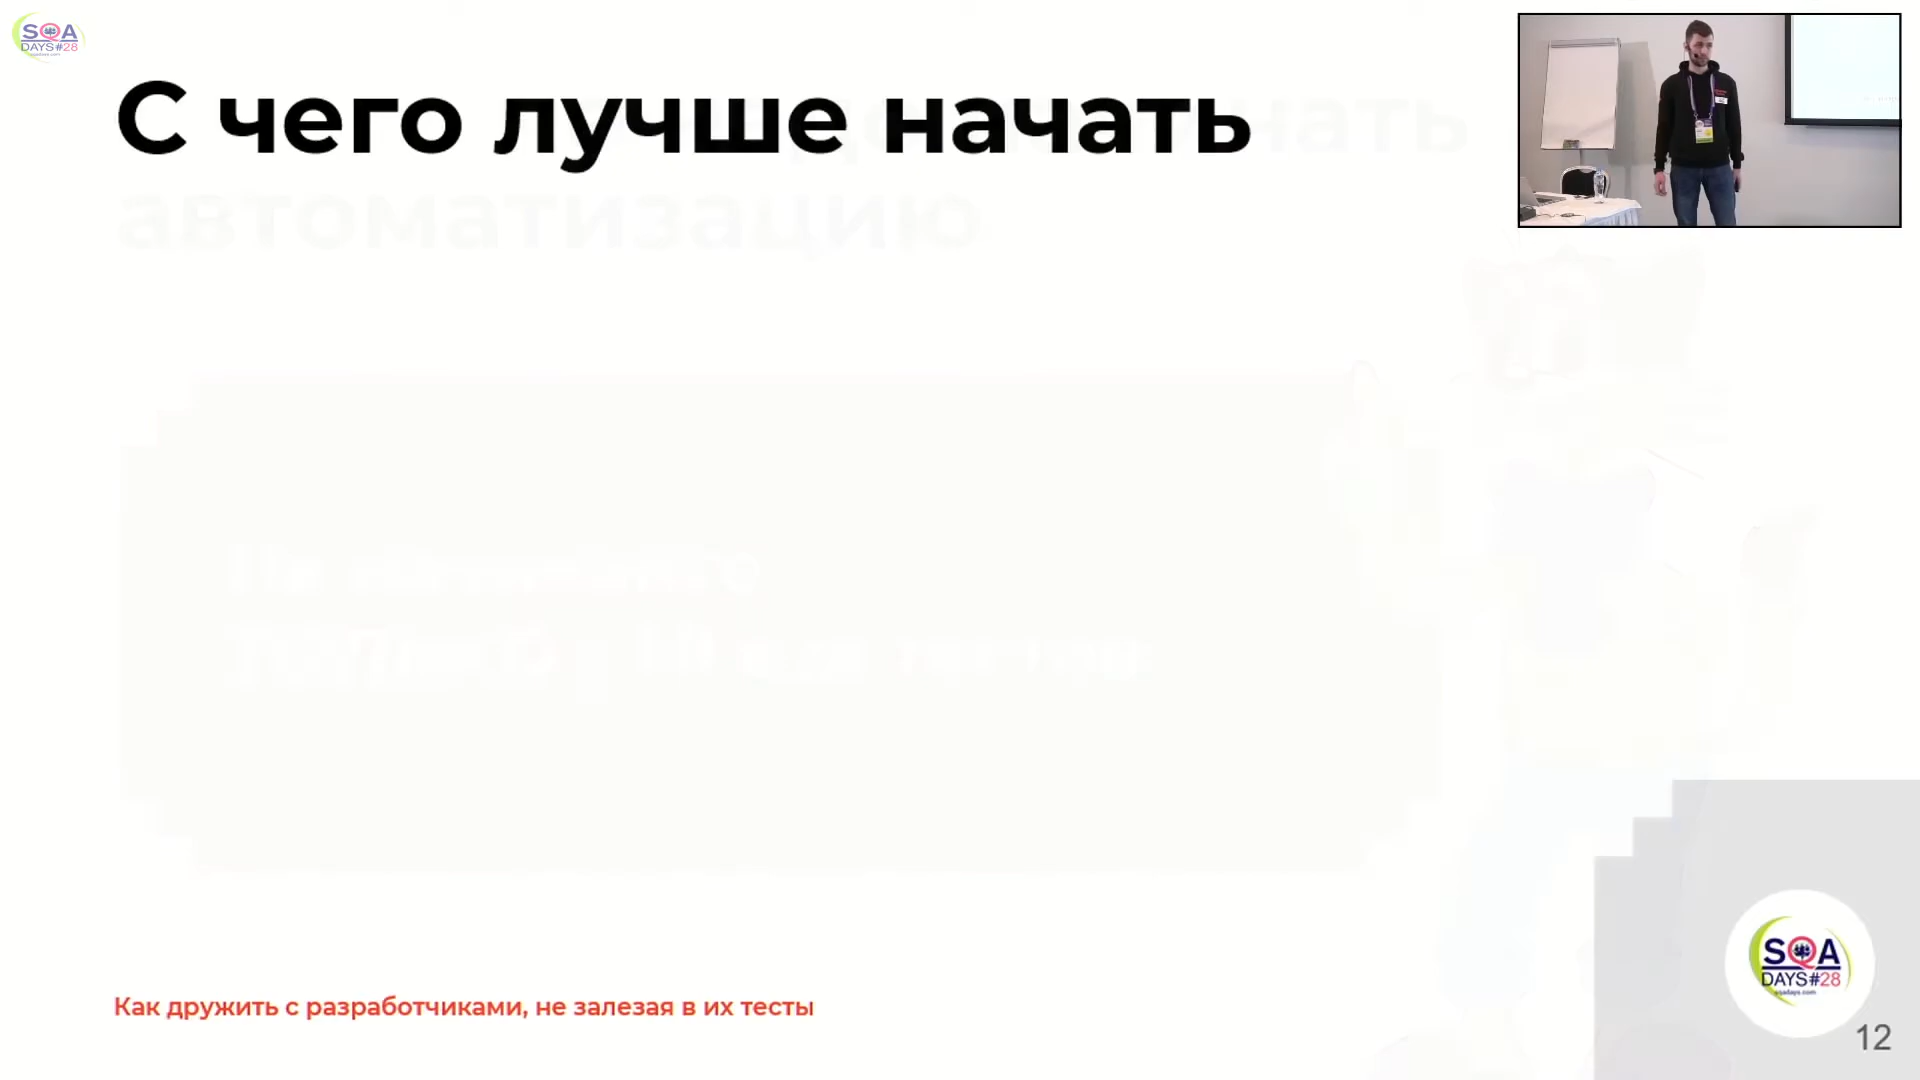 SQA
DAYS#28
С чего лучше начать
автоматизацию
Как дружить с разработчиками, не залезая в их тесты
SQA
DAYS#28
sqadays.com
12